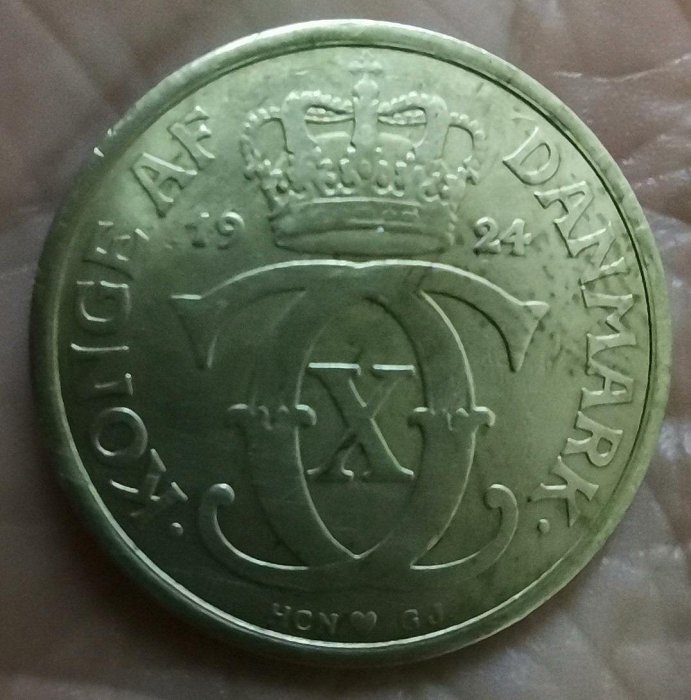 · KONGE AF DANMARK ·
19 24
X
HCN ♥ GJ